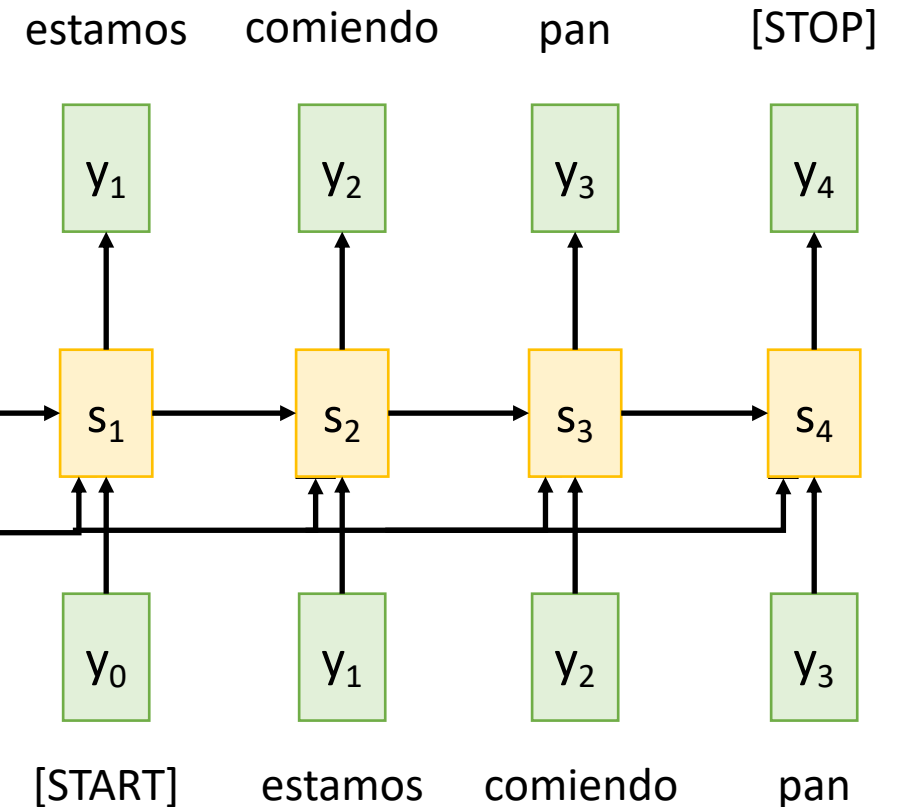 estamos comiendo pan [STOP]
y₁ y₂ y₃ y₄
s₁ s₂ s₃ s₄
y₀ y₁ y₂ y₃
[START] estamos comiendo pan